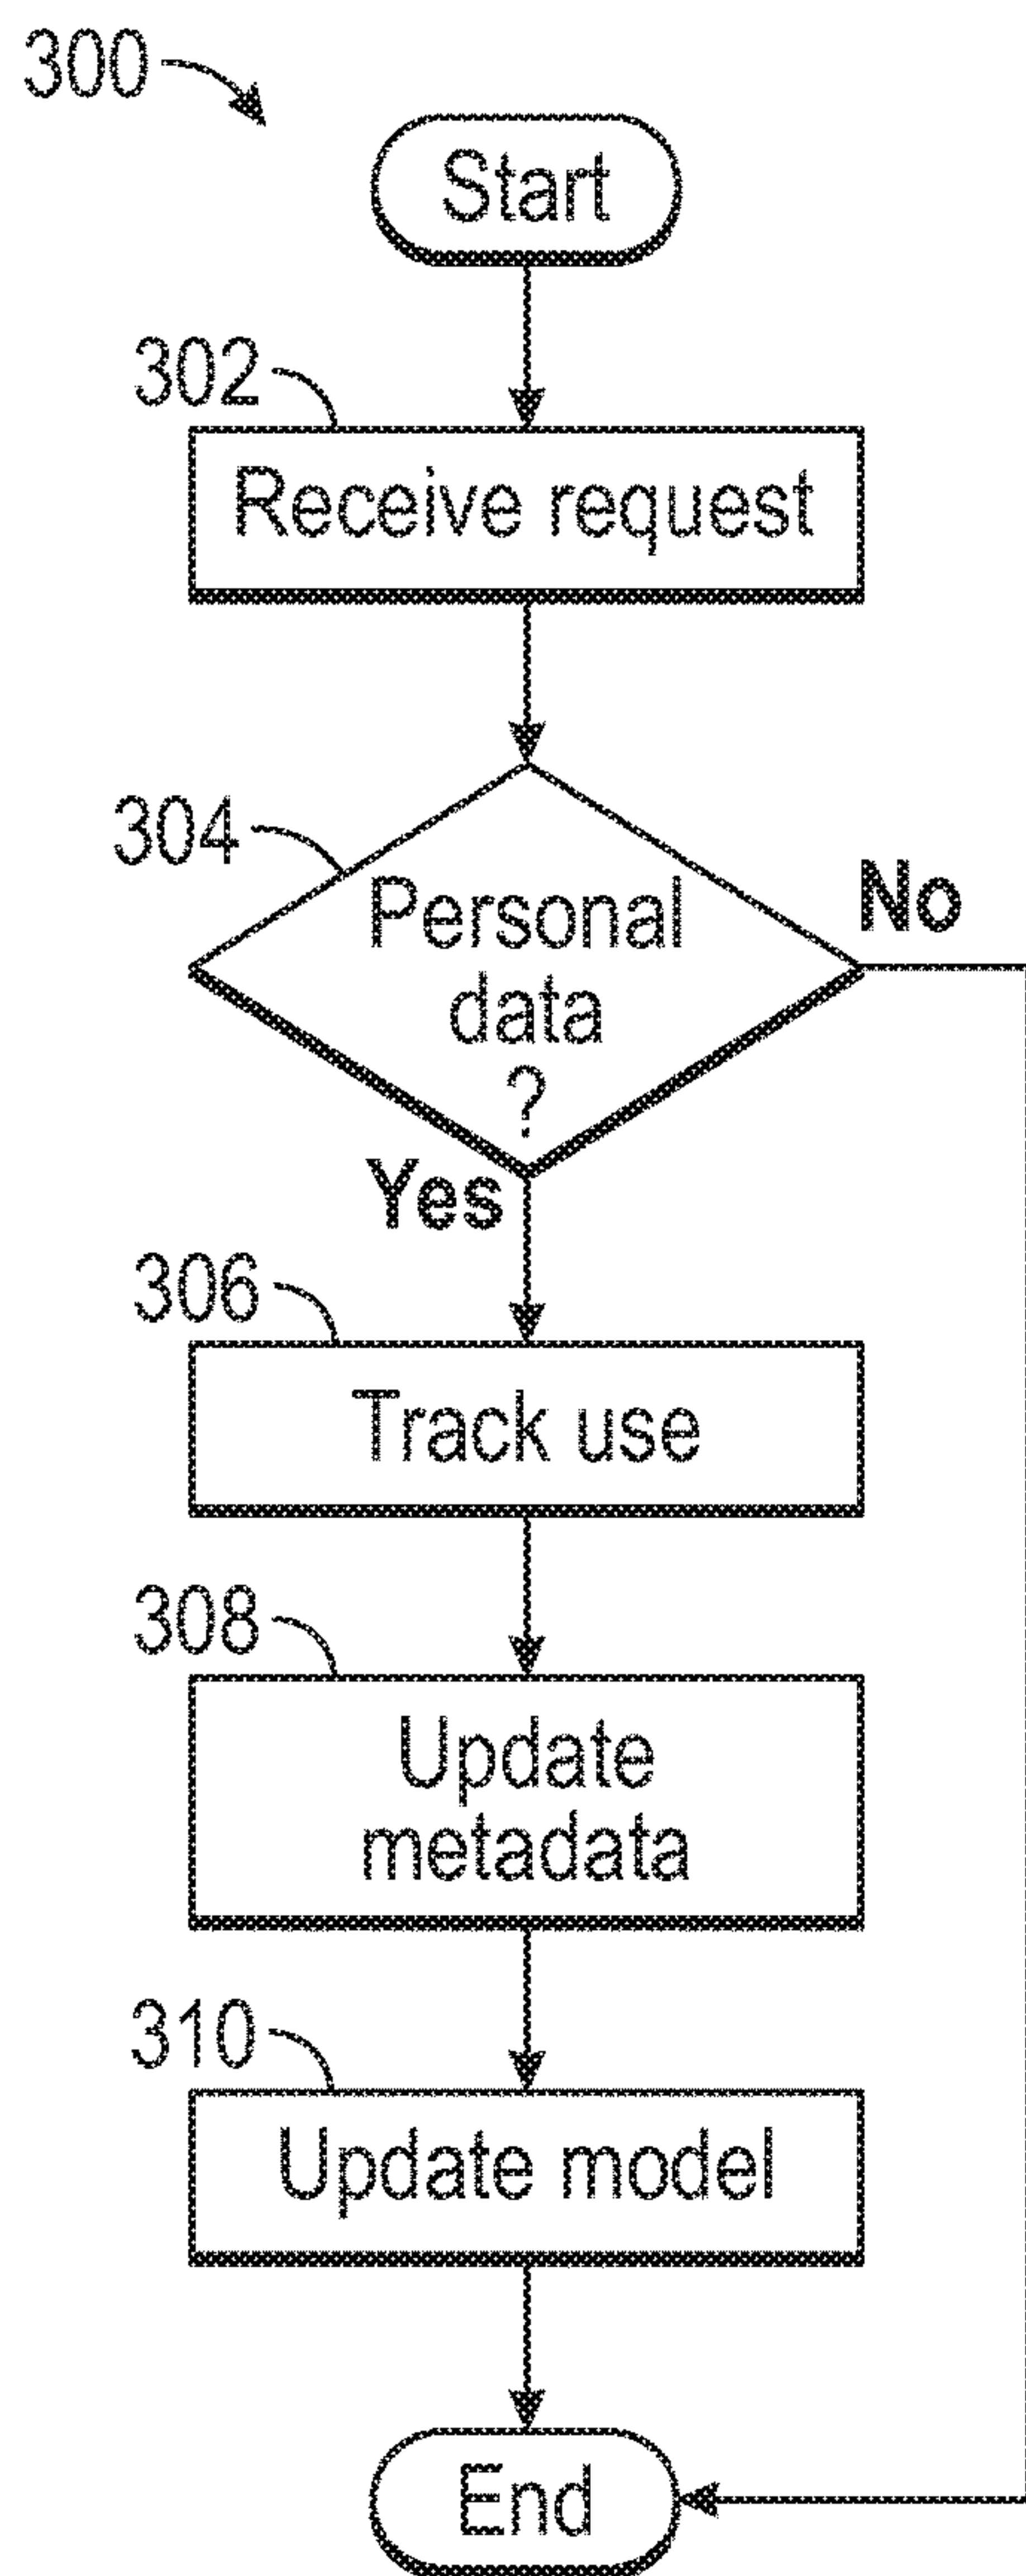 300
Start
302
Receive request
304
Personal
data
?
No
Yes
306
Track use
308
Update
metadata
310
Update model
End